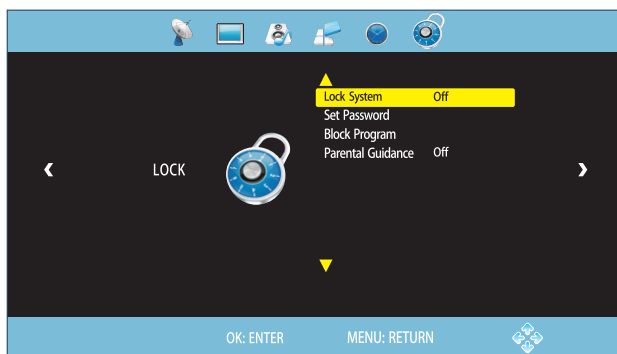 Lock System Off
Set Password
Block Program
Parental Guidance Off
LOCK
OK: ENTER MENU: RETURN